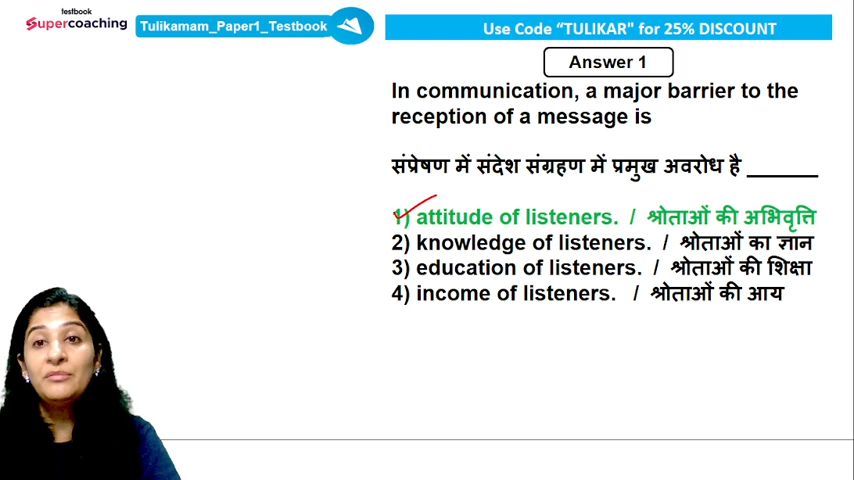 testbook
Supercoaching
Tulikamam_Paper1_Testbook
Use Code “TULIKAR" for 25% DISCOUNT
Answer 1
In communication, a major barrier to the
reception of a message is
संप्रेषण में संदेश संग्रहण में प्रमुख अवरोध है ______
1) attitude of listeners. / श्रोताओं की अभिवृत्ति
2) knowledge of listeners. / श्रोताओं का ज्ञान
3) education of listeners. / श्रोताओं की शिक्षा
4) income of listeners. / श्रोताओं की आय